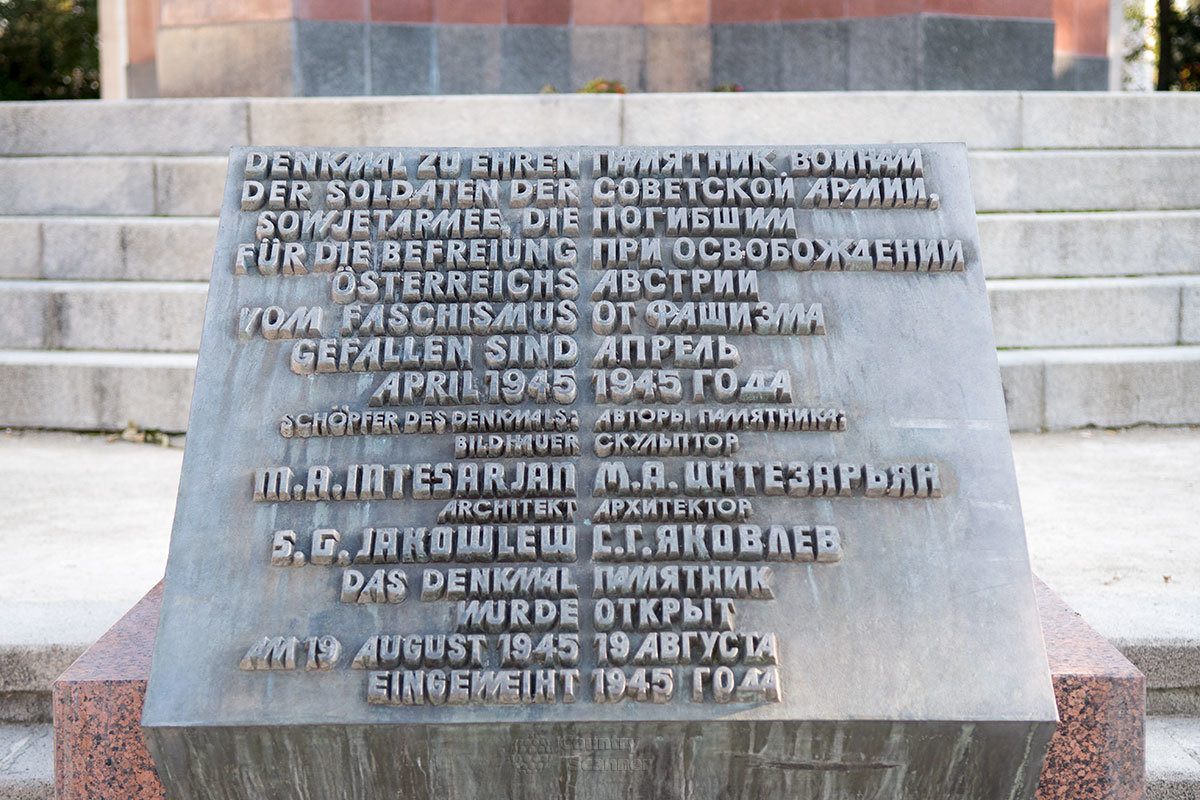 DENKMAL ZU EHREN ПАМЯТНИК ВОИНАМ
DER SOLDATEN DER СОВЕТСКОЙ АРМИИ,
SOWJETARMEE, DIE ПОГИБШИМ
FÜR DIE BEFREIUNG ПРИ ОСВОБОЖДЕНИИ
ÖSTERREICHS АВСТРИИ
VOM FASCHISMUS ОТ ФАШИЗМА
GEFALLEN SIND АПРЕЛЬ
APRIL 1945 1945 ГОДА
SCHÖPFER DES DENKMALS: АВТОРЫ ПАМЯТНИКА:
BILDHAUER СКУЛЬПТОР
M.A. INTESARJAN М.А. ИНТЕЗАРЬЯН
ARCHITEKT АРХИТЕКТОР
S.G. JAKOWLEW С.Г. ЯКОВЛЕВ
DAS DENKMAL ПАМЯТНИК
WURDE ОТКРЫТ
AM 19 AUGUST 1945 19 АВГУСТА
EINGEWEIHT 1945 ГОДА
Country
Scanner